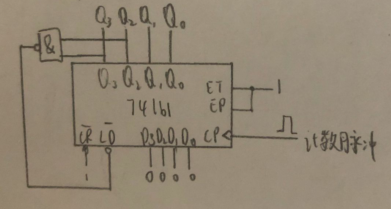 Q₃ Q₂ Q₁ Q₀
&
Q₃ Q₂ Q₁ Q₀ ET 1
74161 EP
CR LD D₃ D₂ D₁ D₀ CP 计数脉冲
1 0 0 0 0